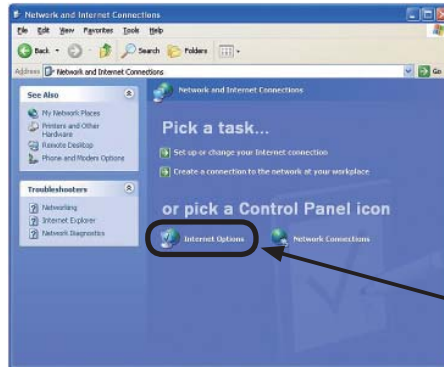 Network and Internet Connections
File Edit View Favorites Tools Help
Back Search Folders
Address Network and Internet Connections Go
See Also
My Network Places
Printers and Other
Hardware
Remote Desktop
Phone and Modem Options
Troubleshooters
Networking
Internet Explorer
Network Diagnostics
Network and Internet Connections
Pick a task...
Set up or change your Internet connection
Create a connection to the network at your workplace
or pick a Control Panel icon
Internet Options Network Connections